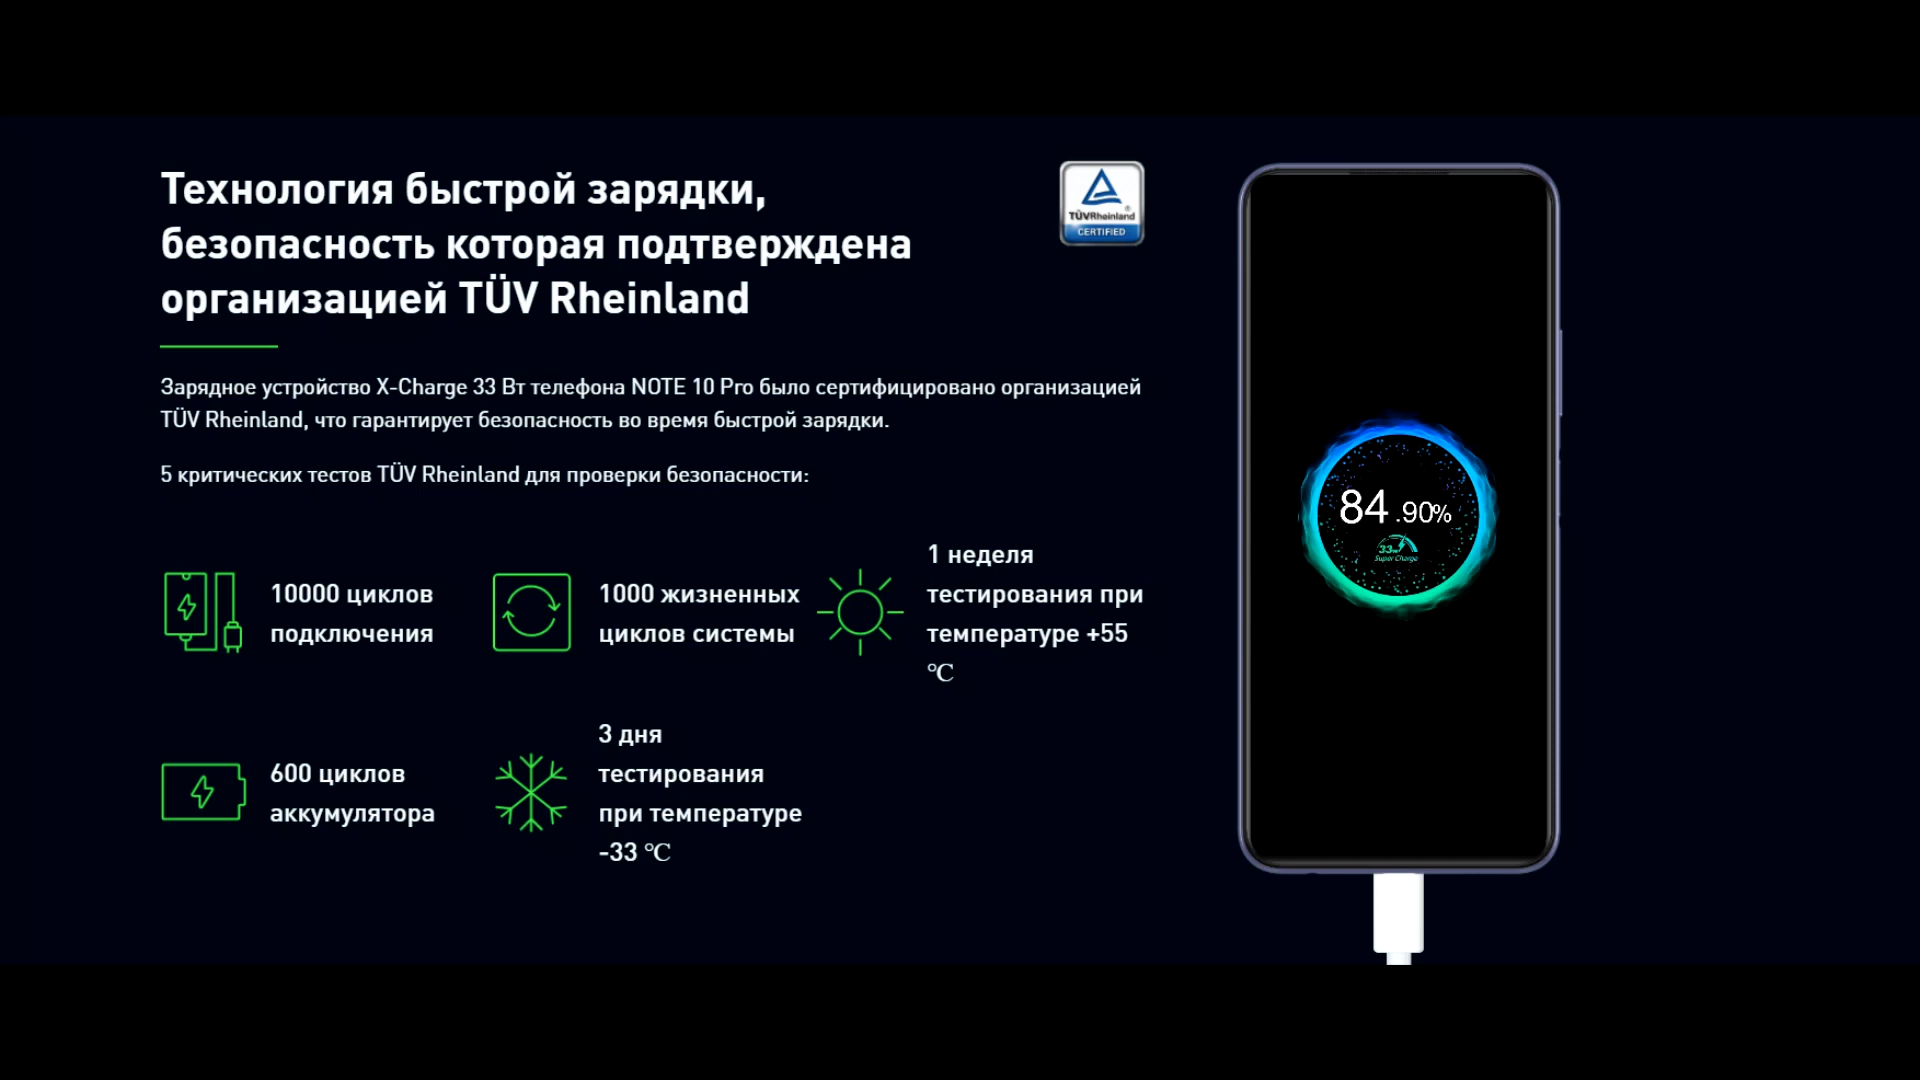 Технология быстрой зарядки,
безопасность которая подтверждена
организацией TÜV Rheinland
TÜVRheinland
®
CERTIFIED
Зарядное устройство X-Charge 33 Вт телефона NOTE 10 Pro было сертифицировано организацией
TÜV Rheinland, что гарантирует безопасность во время быстрой зарядки.
5 критических тестов TÜV Rheinland для проверки безопасности:
10000 циклов
подключения
1000 жизненных
циклов системы
1 неделя
тестирования при
температуре +55
℃
600 циклов
аккумулятора
3 дня
тестирования
при температуре
-33 ℃
84.90%
33W
Super Charge